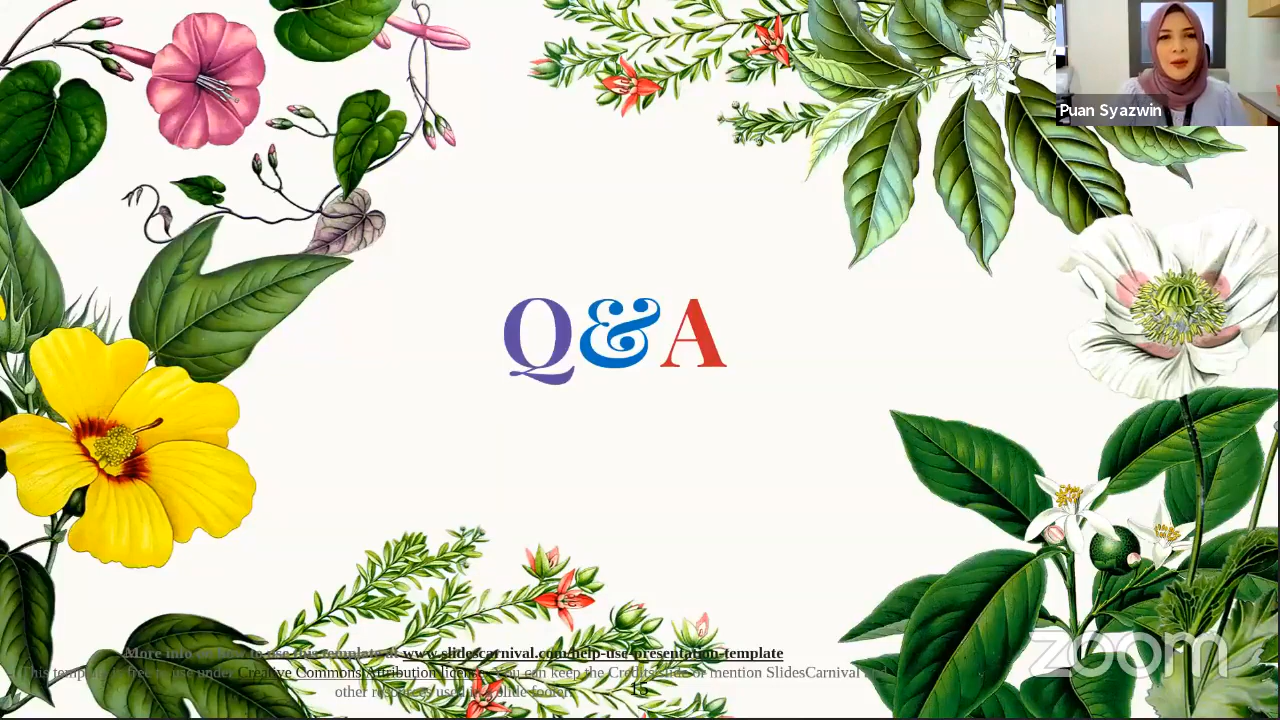 Puan Syazwin
Q&A
More info on how to use this template at www.slidescarnival.com/help-use-presentation-template
This template is free to use under Creative Commons Attribution license. You can keep the Credits slide or mention SlidesCarnival and
other resources used in a slide footer.
15
zoom